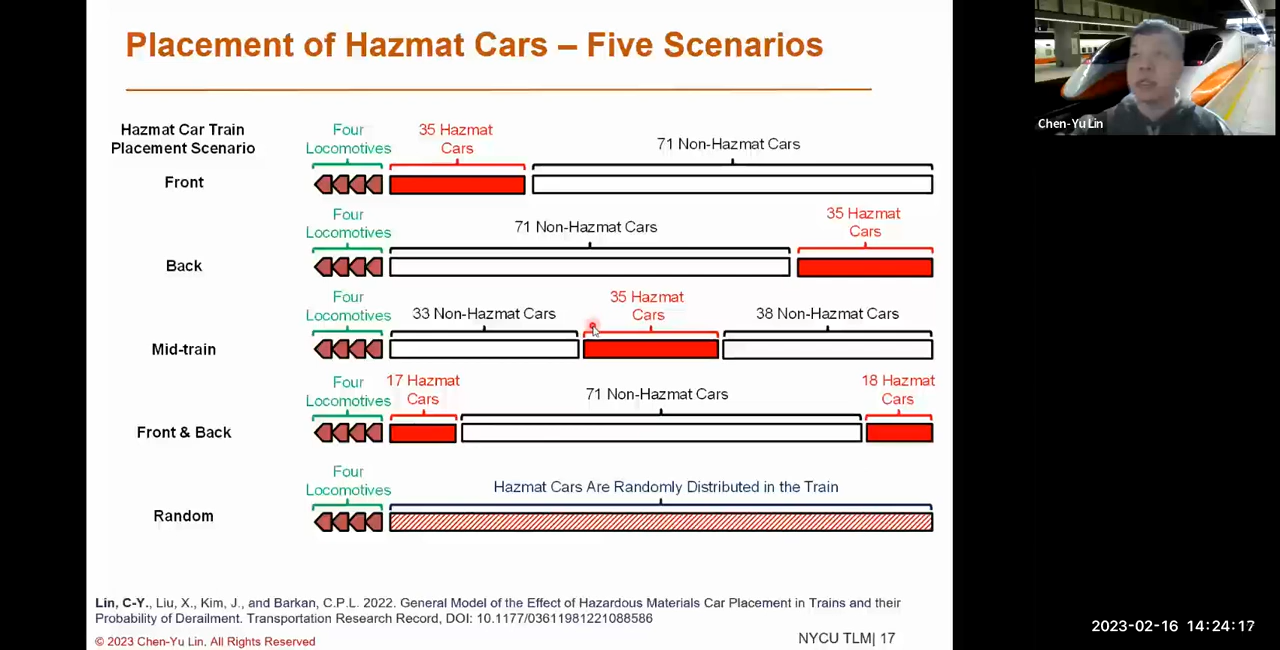 Placement of Hazmat Cars – Five Scenarios
Chen-Yu Lin
Hazmat Car Train
Placement Scenario
Four
Locomotives
35 Hazmat
Cars
71 Non-Hazmat Cars
Front
Four
Locomotives
71 Non-Hazmat Cars
35 Hazmat
Cars
Back
Four
Locomotives
33 Non-Hazmat Cars
35 Hazmat
Cars
38 Non-Hazmat Cars
Mid-train
Four
Locomotives
17 Hazmat
Cars
71 Non-Hazmat Cars
18 Hazmat
Cars
Front & Back
Four
Locomotives
Hazmat Cars Are Randomly Distributed in the Train
Random
Lin, C-Y., Liu, X., Kim, J., and Barkan, C.P.L. 2022. General Model of the Effect of Hazardous Materials Car Placement in Trains and their
Probability of Derailment. Transportation Research Record, DOI: 10.1177/03611981221088586
© 2023 Chen-Yu Lin. All Rights Reserved
NYCU TLM| 17
2023-02-16 14:24:17